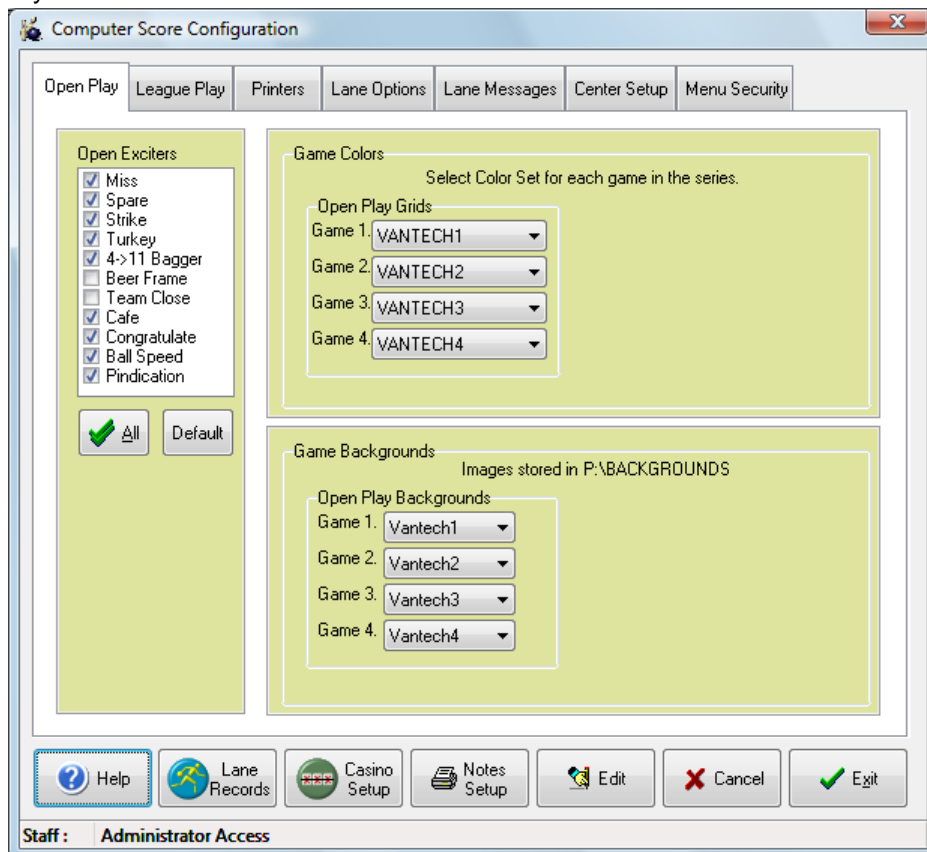 Computer Score Configuration
Open Play
League Play
Printers
Lane Options
Lane Messages
Center Setup
Menu Security
Open Exciters
Miss
Spare
Strike
Turkey
4->11 Bagger
Beer Frame
Team Close
Cafe
Congratulate
Ball Speed
Pindication
All
Default
Game Colors
Select Color Set for each game in the series.
Open Play Grids
Game 1. VANTECH1
Game 2. VANTECH2
Game 3. VANTECH3
Game 4. VANTECH4
Game Backgrounds
Images stored in P:\BACKGROUNDS
Open Play Backgrounds
Game 1. Vantech1
Game 2. Vantech2
Game 3. Vantech3
Game 4. Vantech4
Help
Lane
Records
Casino
Setup
Notes
Setup
Edit
Cancel
Exit
Staff : Administrator Access